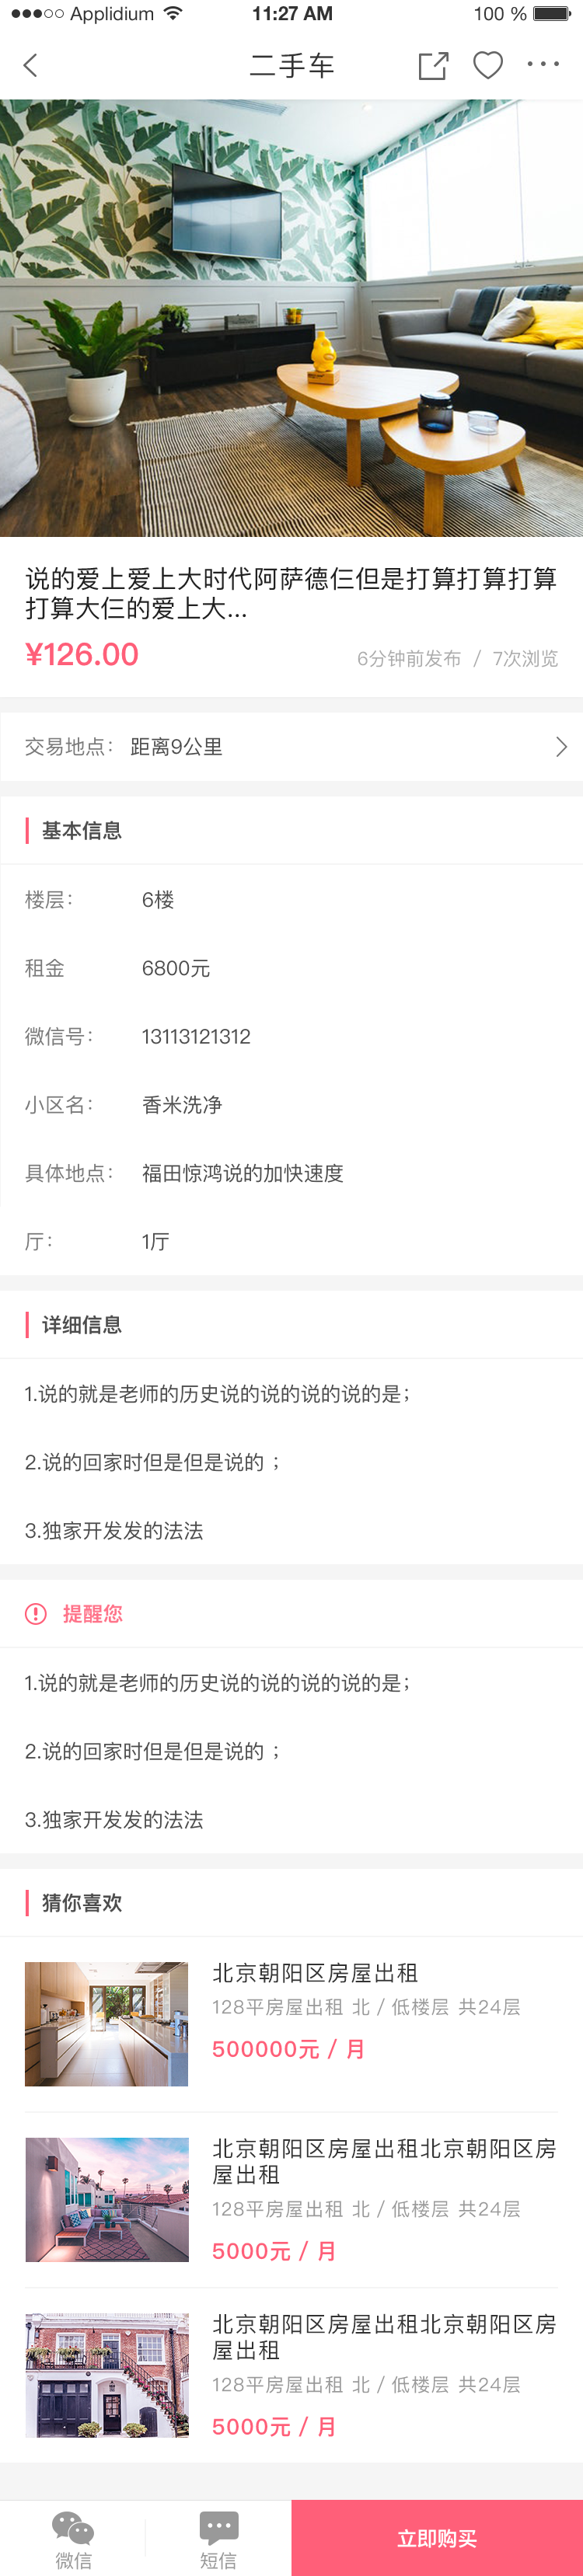 Applidium 11:27 AM 100 %
二手车
说的爱上爱上大时代阿萨德仨但是打算打算打算
打算大仨的爱上大...
¥126.00 6分钟前发布 / 7次浏览
交易地点： 距离9公里
基本信息
楼层： 6楼
租金 6800元
微信号： 13113121312
小区名： 香米洗净
具体地点： 福田惊鸿说的加快速度
厅： 1厅
详细信息
1.说的就是老师的历史说的说的说的说的是；
2.说的回家时但是但是说的 ；
3.独家开发发的法法
提醒您
1.说的就是老师的历史说的说的说的说的是；
2.说的回家时但是但是说的 ；
3.独家开发发的法法
猜你喜欢
北京朝阳区房屋出租
128平房屋出租 北 / 低楼层 共24层
500000元 / 月
北京朝阳区房屋出租北京朝阳区房
屋出租
128平房屋出租 北 / 低楼层 共24层
5000元 / 月
北京朝阳区房屋出租北京朝阳区房
屋出租
128平房屋出租 北 / 低楼层 共24层
5000元 / 月
微信 短信 立即购买